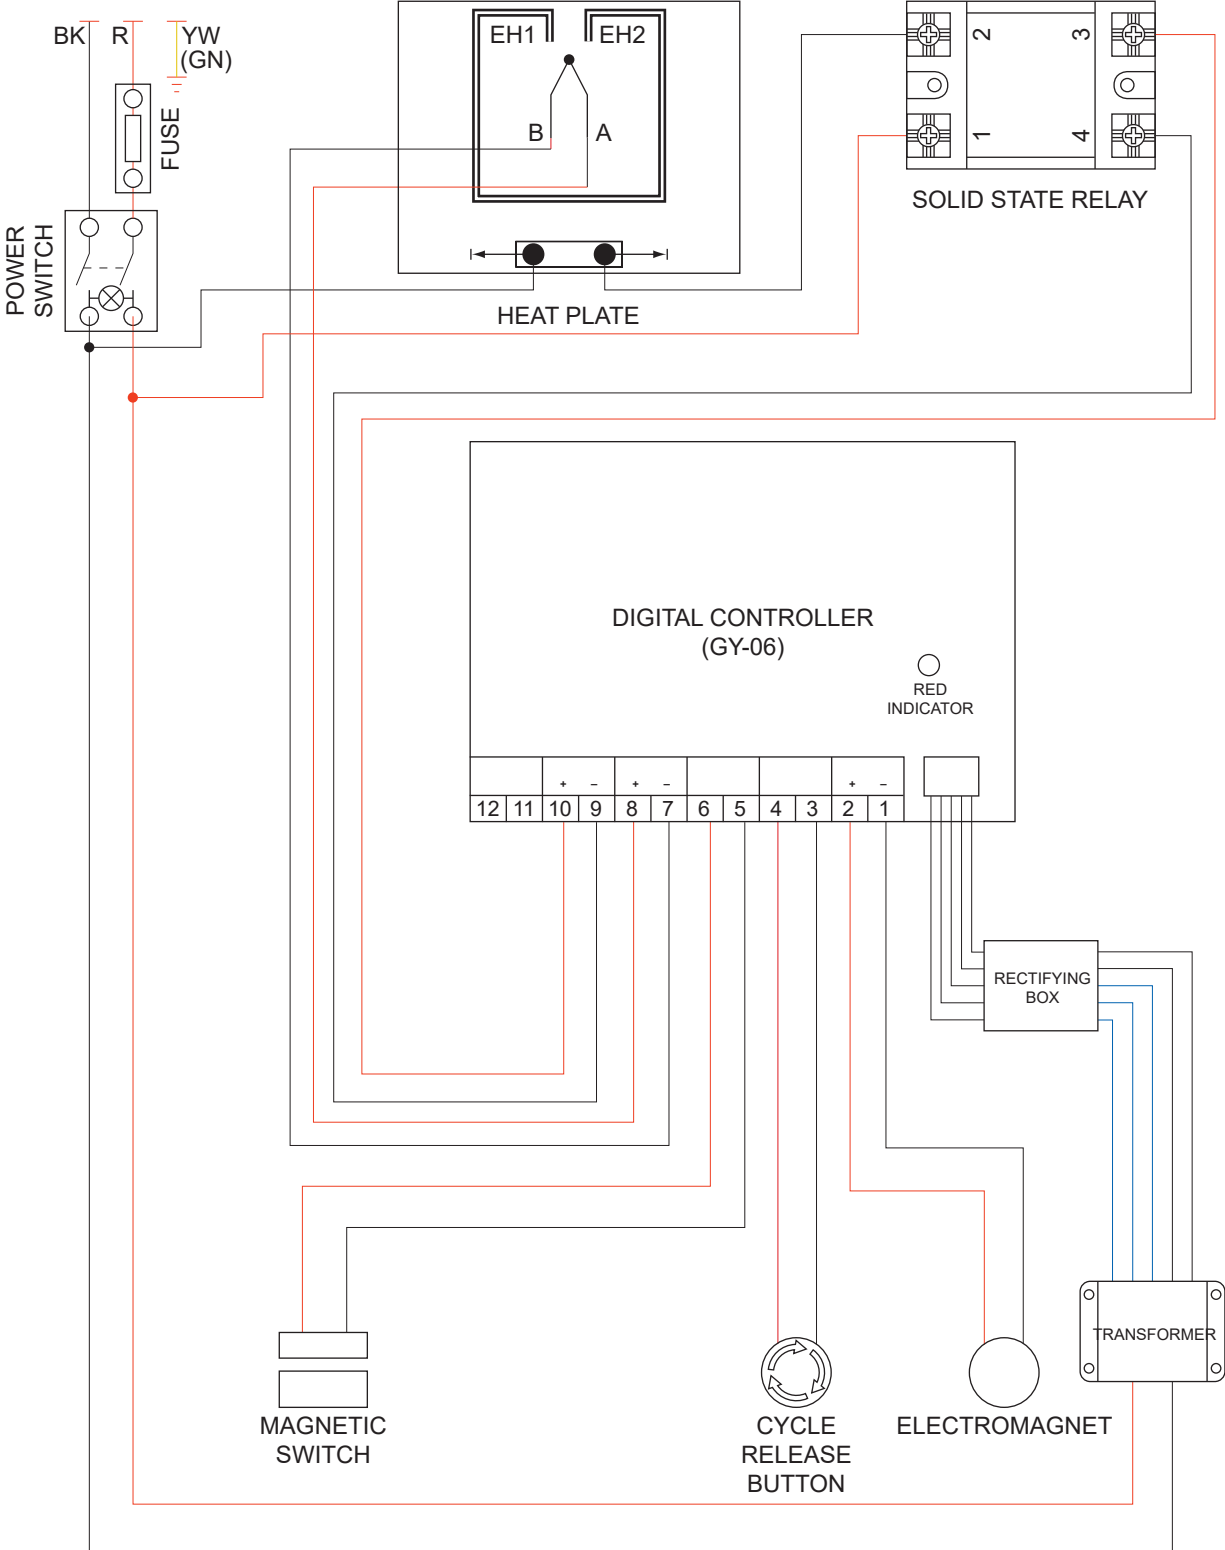 BK R YW
(GN)
FUSE
POWER
SWITCH
EH1 EH2
B A
HEAT PLATE
2 3
1 4
SOLID STATE RELAY
DIGITAL CONTROLLER
(GY-06)
RED
INDICATOR
+ – + – + –
12 11 10 9 8 7 6 5 4 3 2 1
RECTIFYING
BOX
TRANSFORMER
MAGNETIC
SWITCH
CYCLE
RELEASE
BUTTON
ELECTROMAGNET